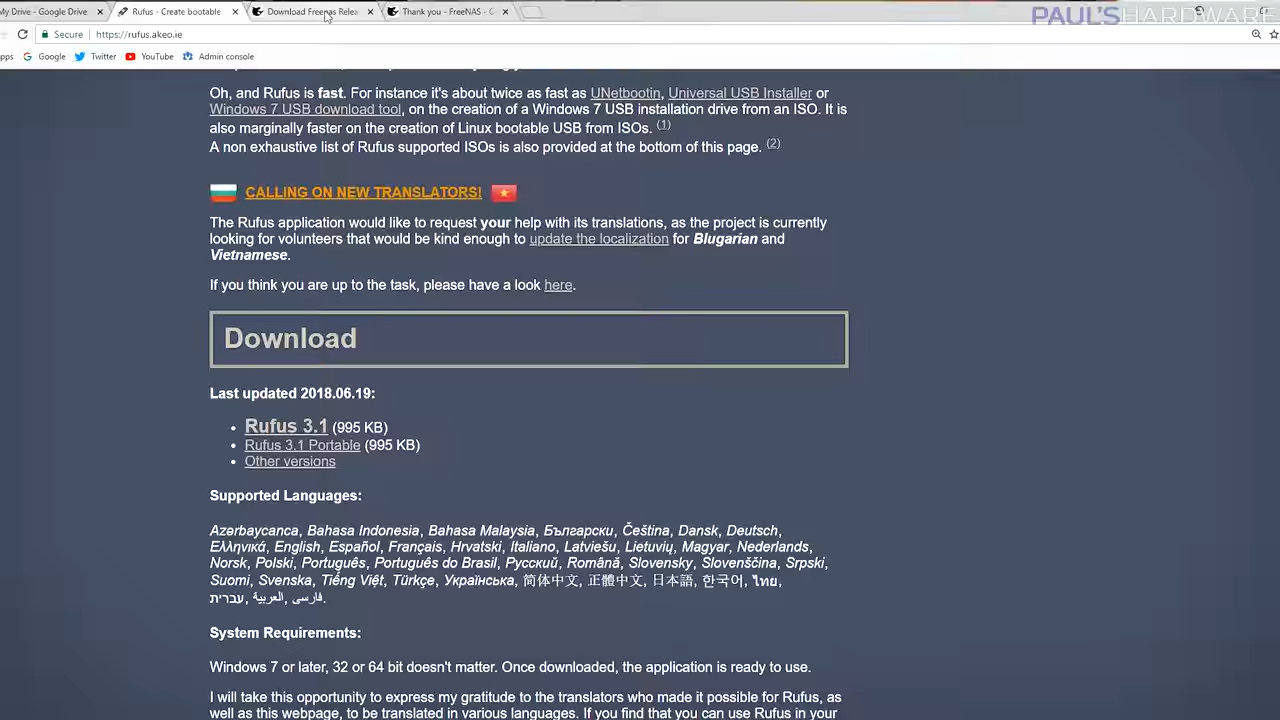 My Drive - Google Drive
Rufus - Create bootable
Download Freenas Relea
Thank you - FreeNAS - O
PAUL'SHARDWARE
Secure
https://rufus.akeo.ie
pps
Google
Twitter
YouTube
Admin console
Oh, and Rufus is fast. For instance it's about twice as fast as UNetbootin, Universal USB Installer or
Windows 7 USB download tool, on the creation of a Windows 7 USB installation drive from an ISO. It is
also marginally faster on the creation of Linux bootable USB from ISOs. (1)
A non exhaustive list of Rufus supported ISOs is also provided at the bottom of this page. (2)
CALLING ON NEW TRANSLATORS!
The Rufus application would like to request your help with its translations, as the project is currently
looking for volunteers that would be kind enough to update the localization for Blugarian and
Vietnamese.
If you think you are up to the task, please have a look here.
Download
Last updated 2018.06.19:
• Rufus 3.1 (995 KB)
• Rufus 3.1 Portable (995 KB)
• Other versions
Supported Languages:
Azərbaycanca, Bahasa Indonesia, Bahasa Malaysia, Български, Čeština, Dansk, Deutsch,
Ελληνικά, English, Español, Français, Hrvatski, Italiano, Latviešu, Lietuvių, Magyar, Nederlands,
Norsk, Polski, Português, Português do Brasil, Русский, Română, Slovensky, Slovenščina, Srpski,
Suomi, Svenska, Tiếng Việt, Türkçe, Українська, 简体中文, 正體中文, 日本語, 한국어, ไทย,
עברית, العربية, فارسی.
System Requirements:
Windows 7 or later, 32 or 64 bit doesn't matter. Once downloaded, the application is ready to use.
I will take this opportunity to express my gratitude to the translators who made it possible for Rufus, as
well as this webpage, to be translated in various languages. If you find that you can use Rufus in your